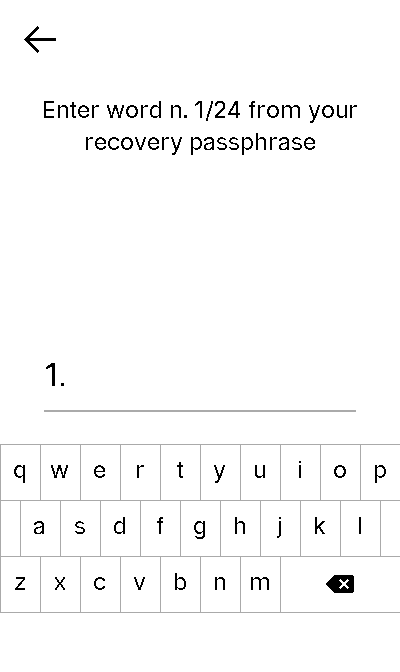 Enter word n. 1/24 from your
recovery passphrase
1.
q w e r t y u i o p
a s d f g h j k l
z x c v b n m